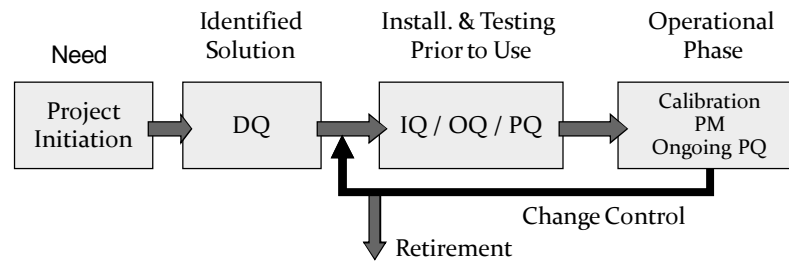 Need
Identified
Solution
Install. & Testing
Prior to Use
Operational
Phase
Project
Initiation
DQ
IQ / OQ / PQ
Calibration
PM
Ongoing PQ
Change Control
Retirement